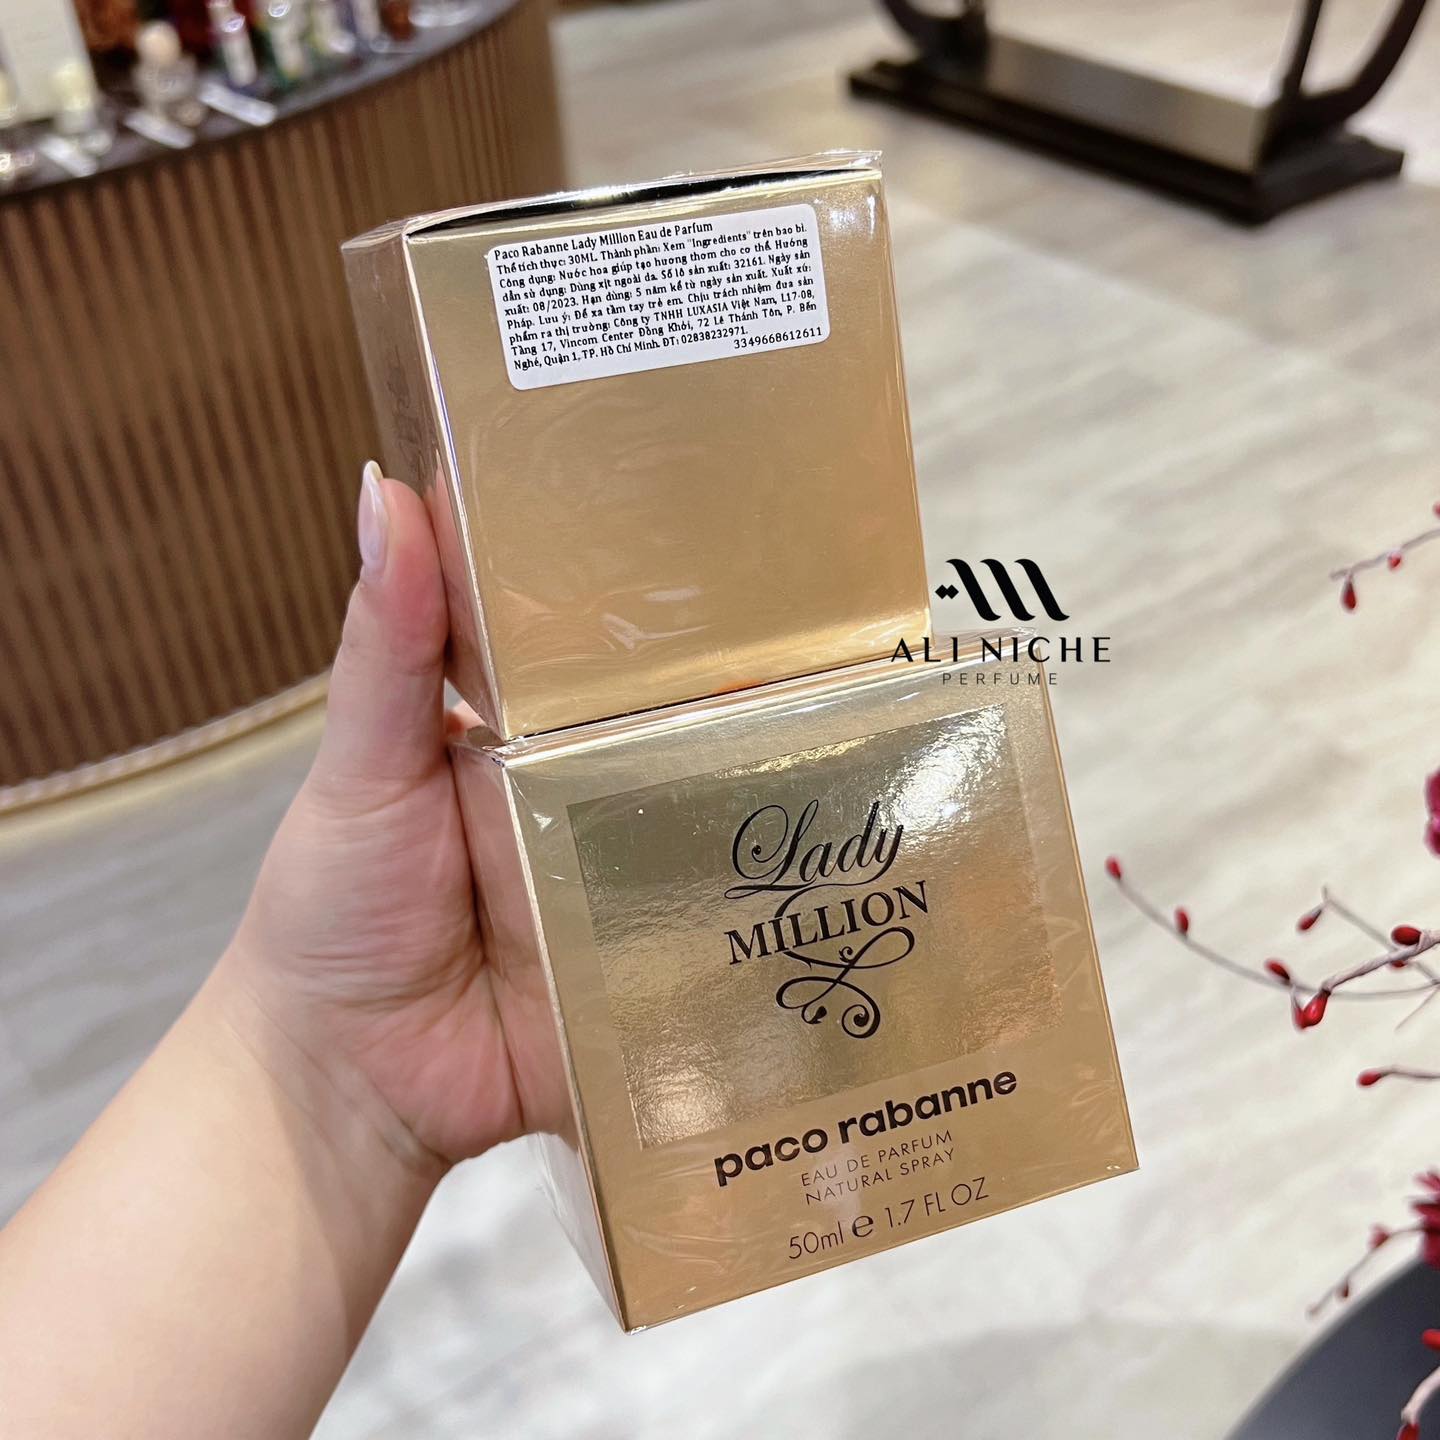 Paco Rabanne Lady Million Eau de Parfum
Thể tích thực: 30ML. Thành phần: Xem "Ingredients" trên bao bì.
Công dụng: Nước hoa giúp tạo hương thơm cho cơ thể. Hướng
dẫn sử dụng: Dùng xịt ngoài da. Số lô sản xuất: 32161. Ngày sản
xuất: 08/2023. Hạn dùng: 5 năm kể từ ngày sản xuất. Xuất xứ:
Pháp. Lưu ý: Để xa tầm tay trẻ em. Chịu trách nhiệm đưa sản
phẩm ra thị trường: Công ty TNHH LUXASIA Việt Nam, L17-08,
Tầng 17, Vincom Center Đồng Khởi, 72 Lê Thánh Tôn, P. Bến
Nghé, Quận 1, TP. Hồ Chí Minh. ĐT: 02838232971.
3349668612611
ALI NICHE
PERFUME
Lady
MILLION
paco rabanne
EAU DE PARFUM
NATURAL SPRAY
50ml e 1.7 FL OZ